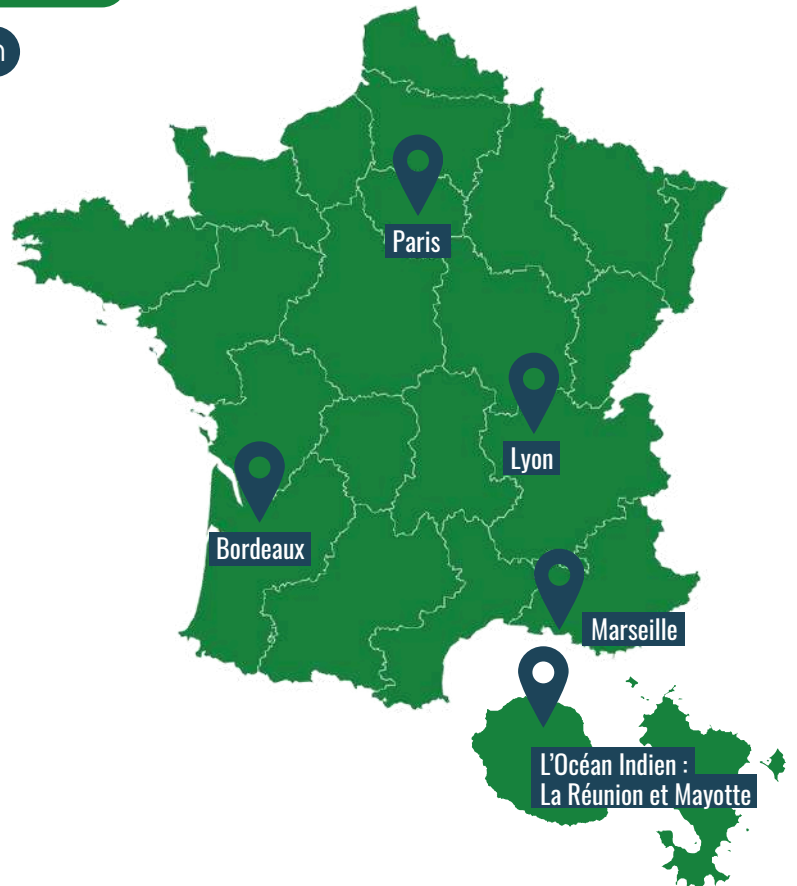 Paris
Lyon
Bordeaux
Marseille
L'Océan Indien :
La Réunion et Mayotte